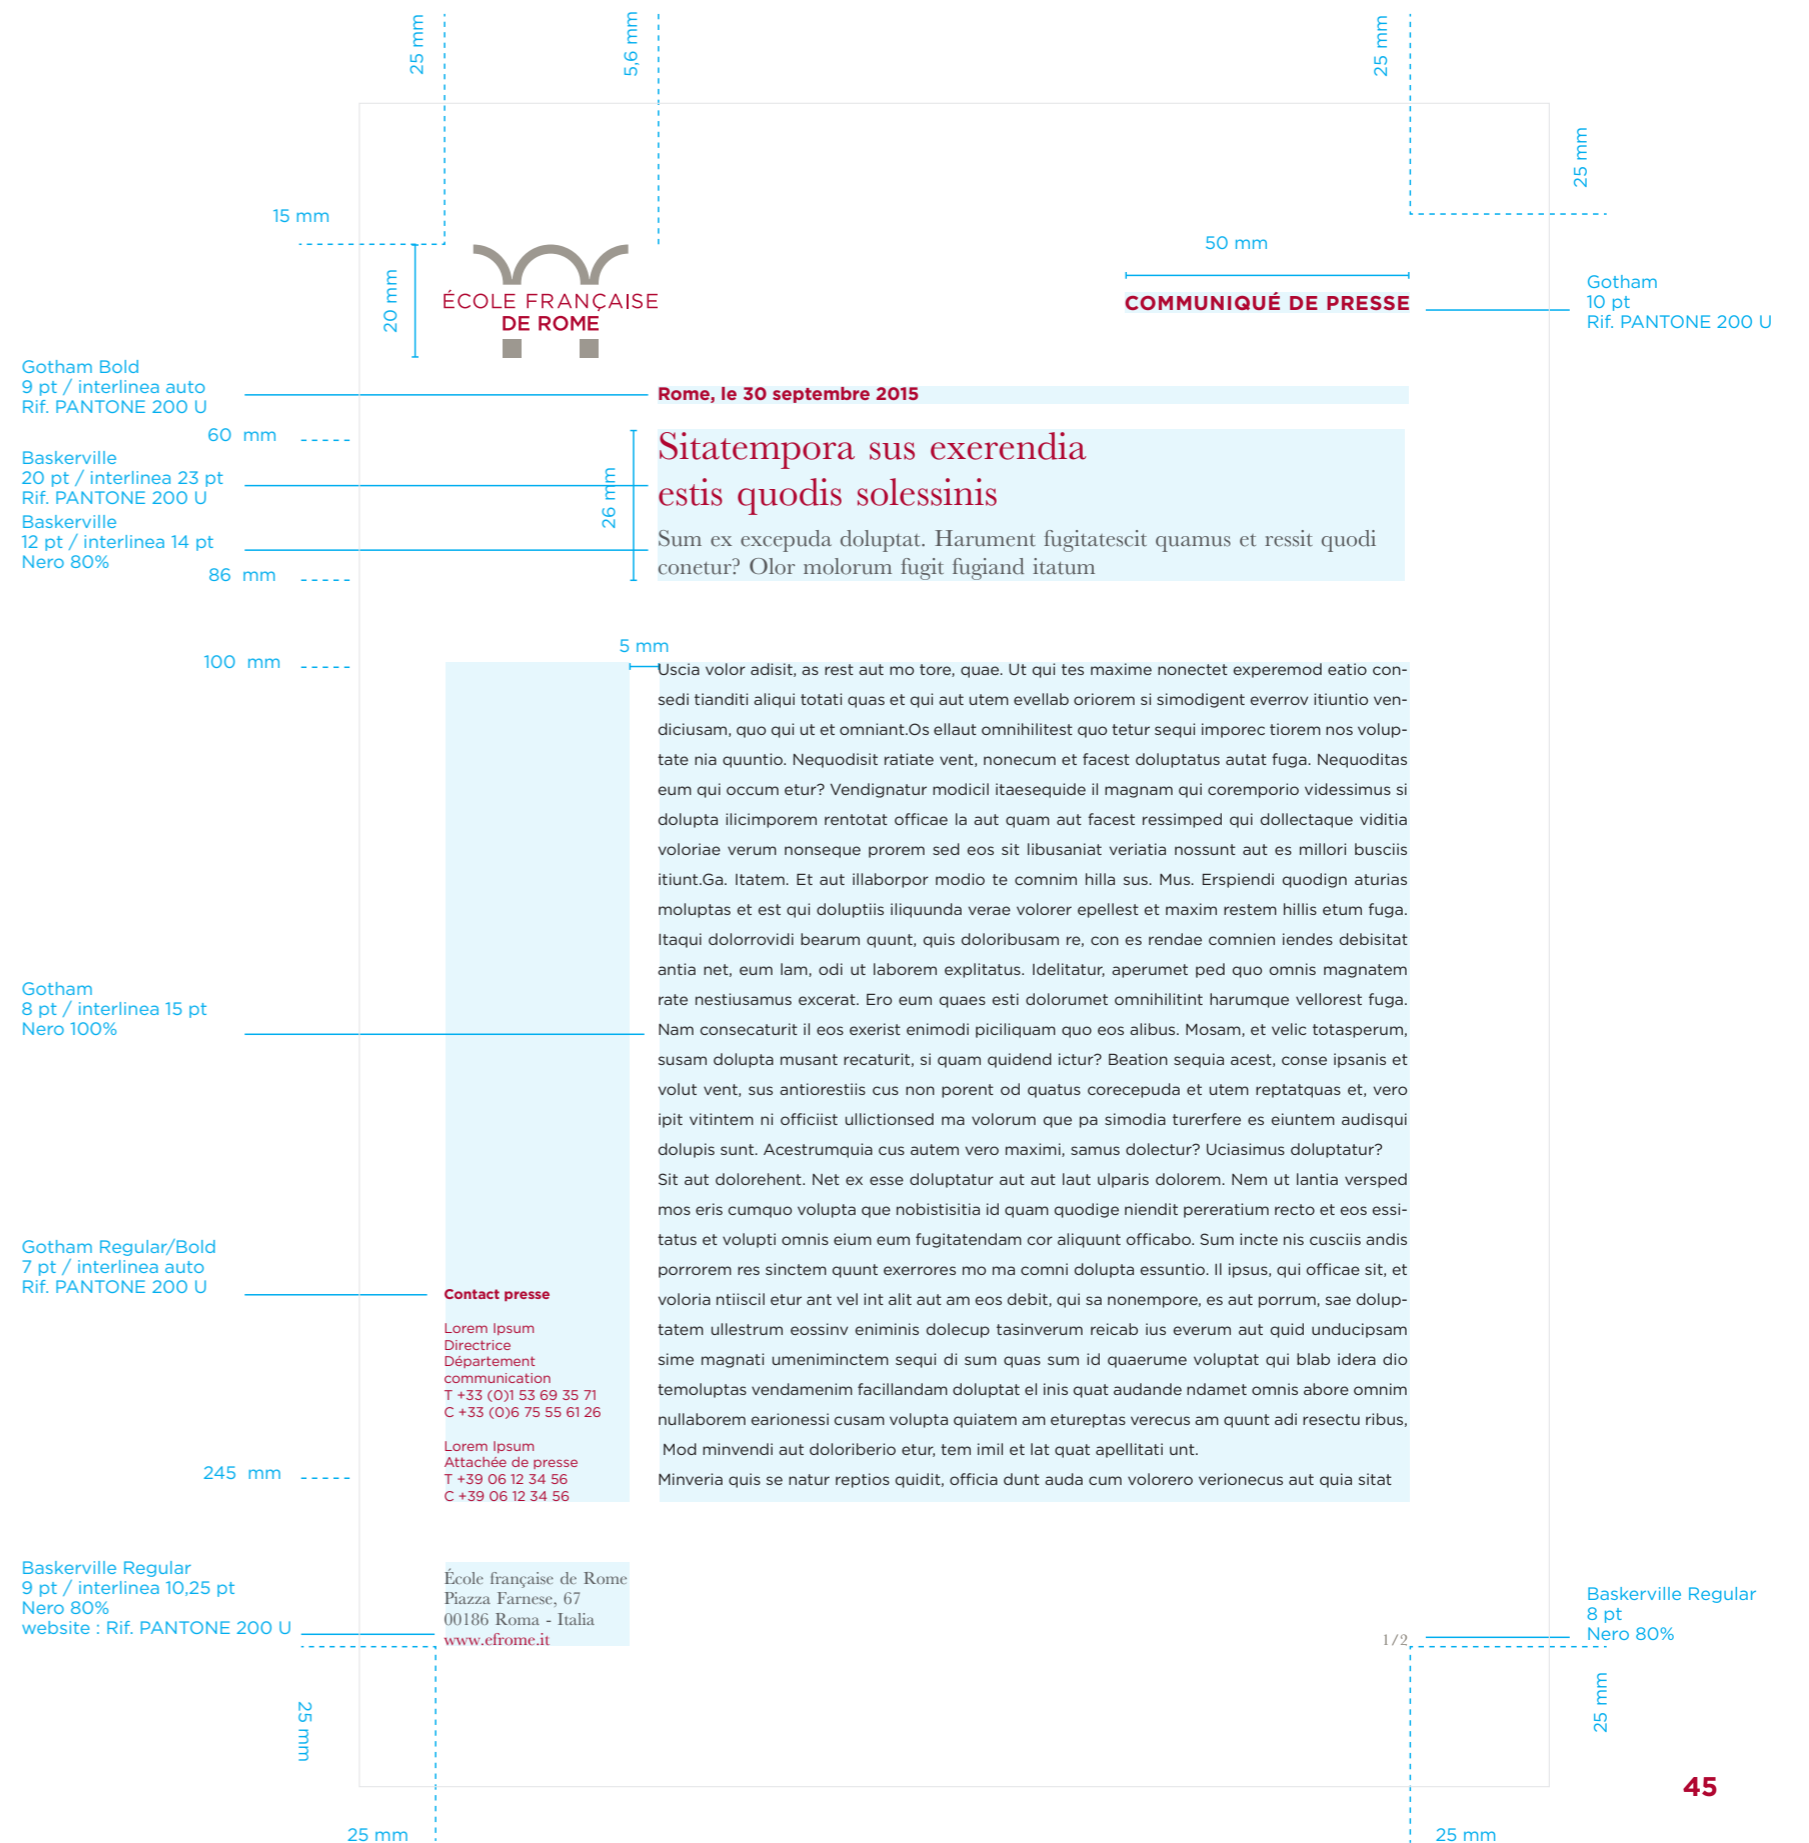 25 mm
5,6 mm
25 mm
25 mm
15 mm
50 mm
20 mm
ÉCOLE FRANÇAISE
DE ROME
COMMUNIQUÉ DE PRESSE
Gotham
10 pt
Rif. PANTONE 200 U
Gotham Bold
9 pt / interlinea auto
Rif. PANTONE 200 U
Rome, le 30 septembre 2015
60 mm
Baskerville
20 pt / interlinea 23 pt
Rif. PANTONE 200 U
Baskerville
12 pt / interlinea 14 pt
Nero 80%
86 mm
26 mm
Sitatempora sus exerendia
estis quodis solessinis
Sum ex excepuda doluptat. Harument fugitatescit quamus et ressit quodi
conetur? Olor molorum fugit fugiand itatum
100 mm
5 mm
Uscia volor adisit, as rest aut mo tore, quae. Ut qui tes maxime nonectet experemod eatio con-
sedi tianditi aliqui totati quas et qui aut utem evellab oriorem si simodigent everrov itiuntio ven-
diciusam, quo qui ut et omniant.Os ellaut omnihilitest quo tetur sequi imporec tiorem nos volup-
tate nia quuntio. Nequodisit ratiate vent, nonecum et facest doluptatus autat fuga. Nequoditas
eum qui occum etur? Vendignatur modicil itaesequide il magnam qui coremporio videssimus si
dolupta ilicimporem rentotat officae la aut quam aut facest ressimped qui dollectaque viditia
voloriae verum nonseque prorem sed eos sit libusaniat veriatia nossunt aut es millori busciis
itiunt.Ga. Itatem. Et aut illaborpor modio te comnim hilla sus. Mus. Erspiendi quodign aturias
moluptas et est qui doluptiis iliquunda verae volorer epellest et maxim restem hillis etum fuga.
Itaqui dolorrovidi bearum quunt, quis doloribusam re, con es rendae comnien iendes debisitat
antia net, eum lam, odi ut laborem explitatus. Idelitatur, aperumet ped quo omnis magnatem
rate nestiusamus excerat. Ero eum quaes esti dolorumet omnihilitint harumque vellorest fuga.
Nam consecaturit il eos exerist enimodi piciliquam quo eos alibus. Mosam, et velic totasperum,
susam dolupta musant recaturit, si quam quidend ictur? Beation sequia acest, conse ipsanis et
volut vent, sus antiorestiis cus non porent od quatus corecepuda et utem reptatquas et, vero
ipit vitintem ni officiist ullictionsed ma volorum que pa simodia turerfere es eiuntem audisqui
dolupis sunt. Acestrumquia cus autem vero maximi, samus dolectur? Uciasimus doluptatur?
Sit aut dolorehent. Net ex esse doluptatur aut aut laut ulparis dolorem. Nem ut lantia versped
mos eris cumquo volupta que nobistisitia id quam quodige niendit pereratium recto et eos essi-
tatus et volupti omnis eium eum fugitatendam cor aliquunt officabo. Sum incte nis cusciis andis
porrorem res sinctem quunt exerrores mo ma comni dolupta essuntio. Il ipsus, qui officae sit, et
voloria ntiiscil etur ant vel int alit aut am eos debit, qui sa nonempore, es aut porrum, sae dolup-
tatem ullestrum eossinv eniminis dolecup tasinverum reicab ius everum aut quid unducipsam
sime magnati umeniminctem sequi di sum quas sum id quaerume voluptat qui blab idera dio
temoluptas vendamenim facillandam doluptat el inis quat audande ndamet omnis abore omnim
nullaborem earionessi cusam volupta quiatem am etureptas verecus am quunt adi resectu ribus,
Mod minvendi aut doloriberio etur, tem imil et lat quat apellitati unt.
Minveria quis se natur reptios quidit, officia dunt auda cum volorero verionecus aut quia sitat
Gotham
8 pt / interlinea 15 pt
Nero 100%
Gotham Regular/Bold
7 pt / interlinea auto
Rif. PANTONE 200 U
Contact presse
Lorem Ipsum
Directrice
Département
communication
T +33 (0)1 53 69 35 71
C +33 (0)6 75 55 61 26
Lorem Ipsum
Attachée de presse
T +39 06 12 34 56
C +39 06 12 34 56
245 mm
Baskerville Regular
9 pt / interlinea 10,25 pt
Nero 80%
website : Rif. PANTONE 200 U
École française de Rome
Piazza Farnese, 67
00186 Roma - Italia
www.efrome.it
1/2
Baskerville Regular
8 pt
Nero 80%
25 mm
25 mm
45
25 mm
25 mm